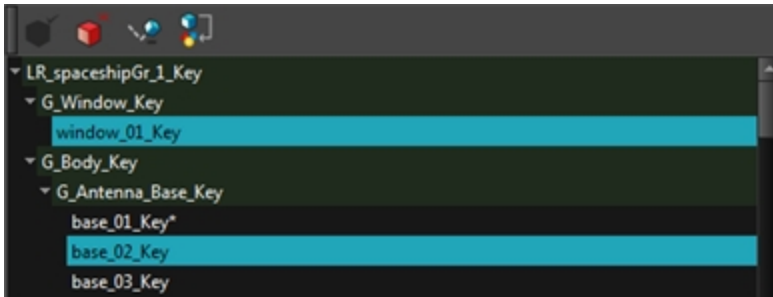 LR_spaceshipGr_1_Key
G_Window_Key
window_01_Key
G_Body_Key
G_Antenna_Base_Key
base_01_Key*
base_02_Key
base_03_Key